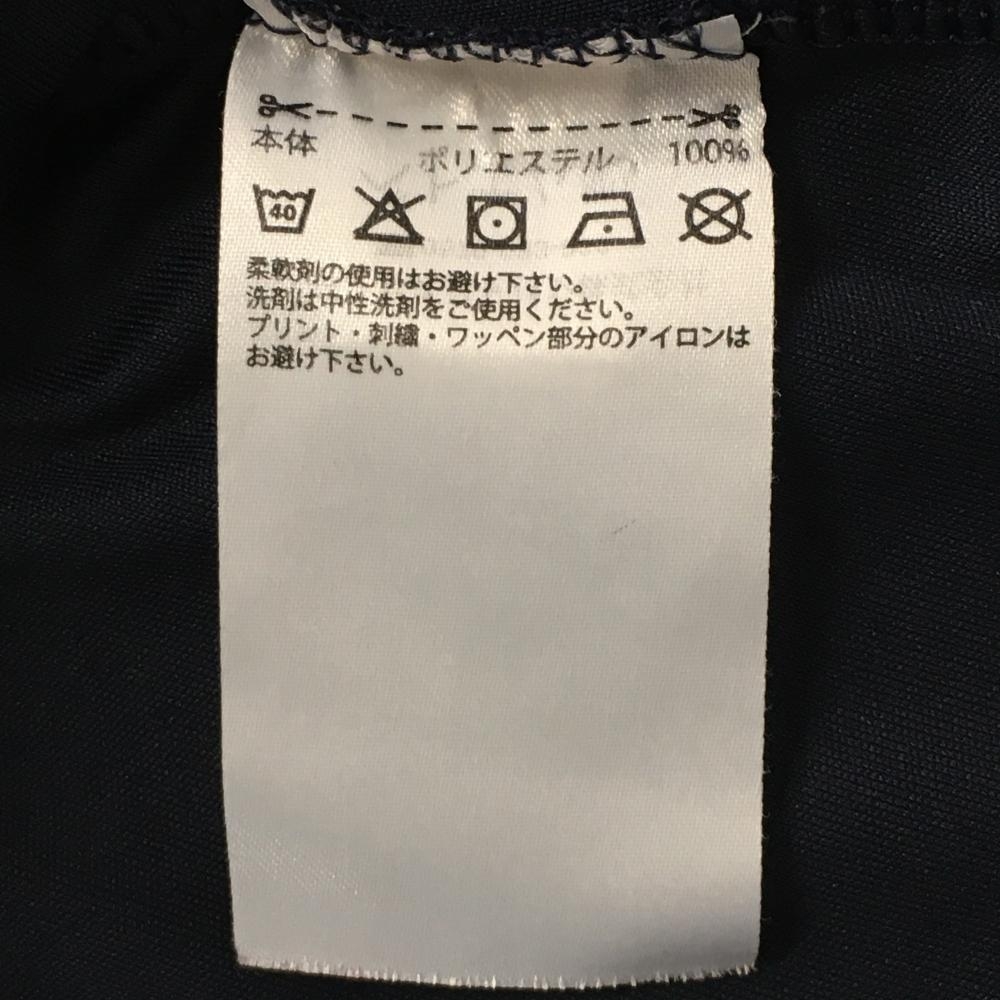 本体 ポリエステル 100%
40
柔軟剤の使用はお避け下さい。
洗剤は中性洗剤をご使用ください。
プリント・刺繍・ワッペン部分のアイロンは
お避け下さい。